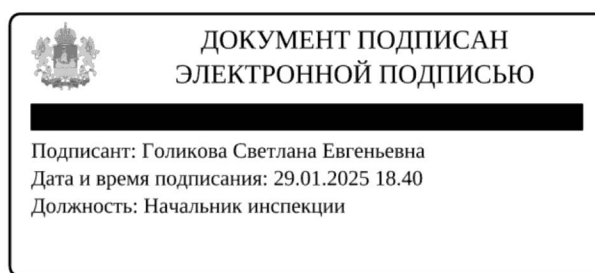 ДОКУМЕНТ ПОДПИСАН
ЭЛЕКТРОННОЙ ПОДПИСЬЮ
Подписант: Голикова Светлана Евгеньевна
Дата и время подписания: 29.01.2025 18.40
Должность: Начальник инспекции